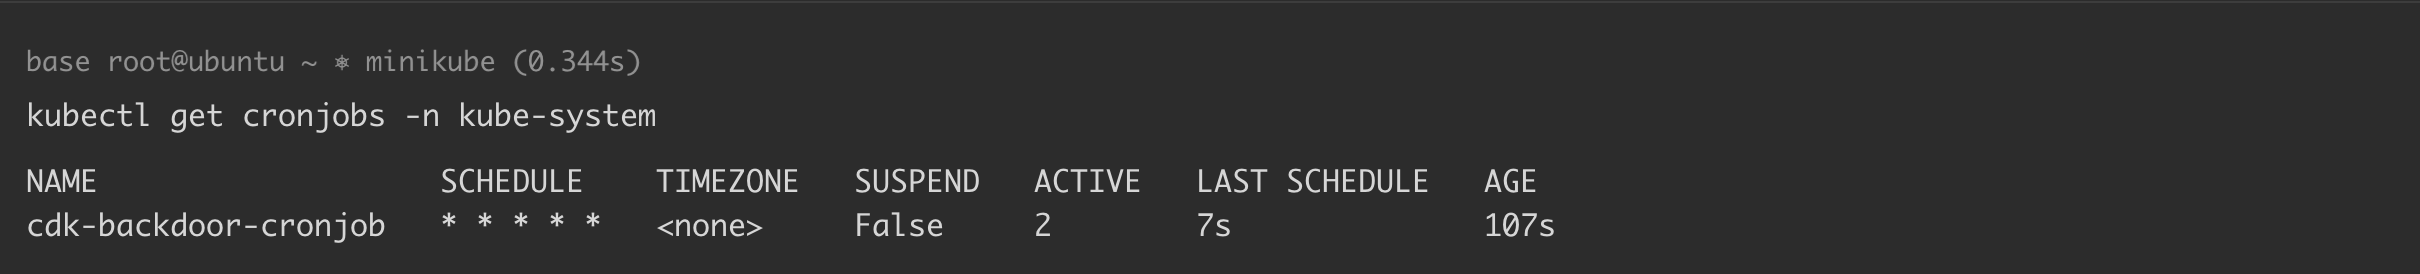 base root@ubuntu ~ ⎈ minikube (0.344s)
kubectl get cronjobs -n kube-system
NAME SCHEDULE TIMEZONE SUSPEND ACTIVE LAST SCHEDULE AGE
cdk-backdoor-cronjob * * * * * <none> False 2 7s 107s